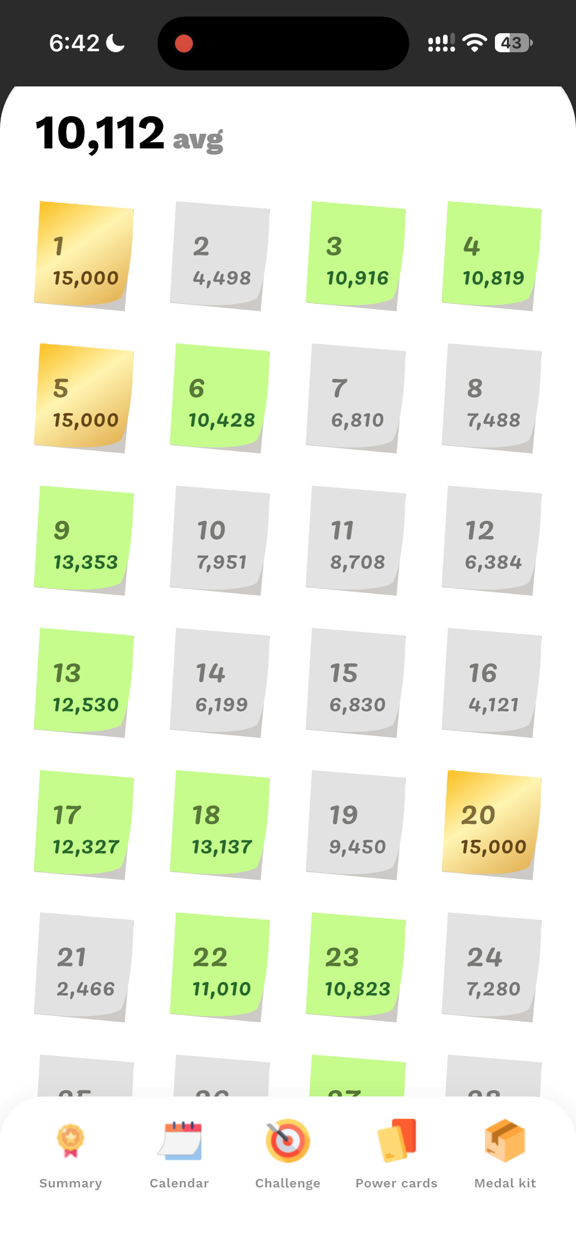 6:42
43
10,112 avg
1 2 3 4
15,000 4,498 10,916 10,819
5 6 7 8
15,000 10,428 6,810 7,488
9 10 11 12
13,353 7,951 8,708 6,384
13 14 15 16
12,530 6,199 6,830 4,121
17 18 19 20
12,327 13,137 9,450 15,000
21 22 23 24
2,466 11,010 10,823 7,280
25 26 27 28
Summary Calendar Challenge Power cards Medal kit